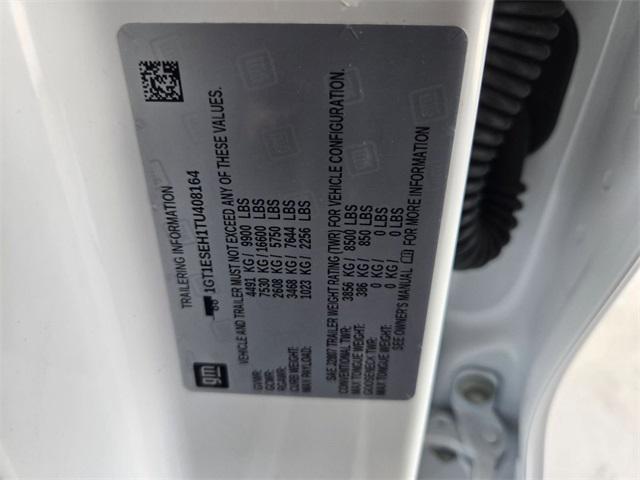 TRAILERING INFORMATION
1GT1ESEH1TU408164
VEHICLE AND TRAILER MUST NOT EXCEED ANY OF THESE VALUES.
GVWR: 4491 KG / 9900 LBS
GCWR: 7530 KG / 16600 LBS
RGAWR: 2608 KG / 5750 LBS
CURB WEIGHT: 3468 KG / 7644 LBS
MAX PAYLOAD: 1023 KG / 2256 LBS
SAE J2807 TRAILER WEIGHT RATING (TWR) FOR VEHICLE CONFIGURATION.
CONVENTIONAL TWR: 3856 KG / 8500 LBS
MAX TONGUE WEIGHT: 386 KG / 850 LBS
GOOSENECK TWR: 0 KG / 0 LBS
MAX TONGUE WEIGHT: 0 KG / 0 LBS
SEE OWNER'S MANUAL FOR MORE INFORMATION
gm